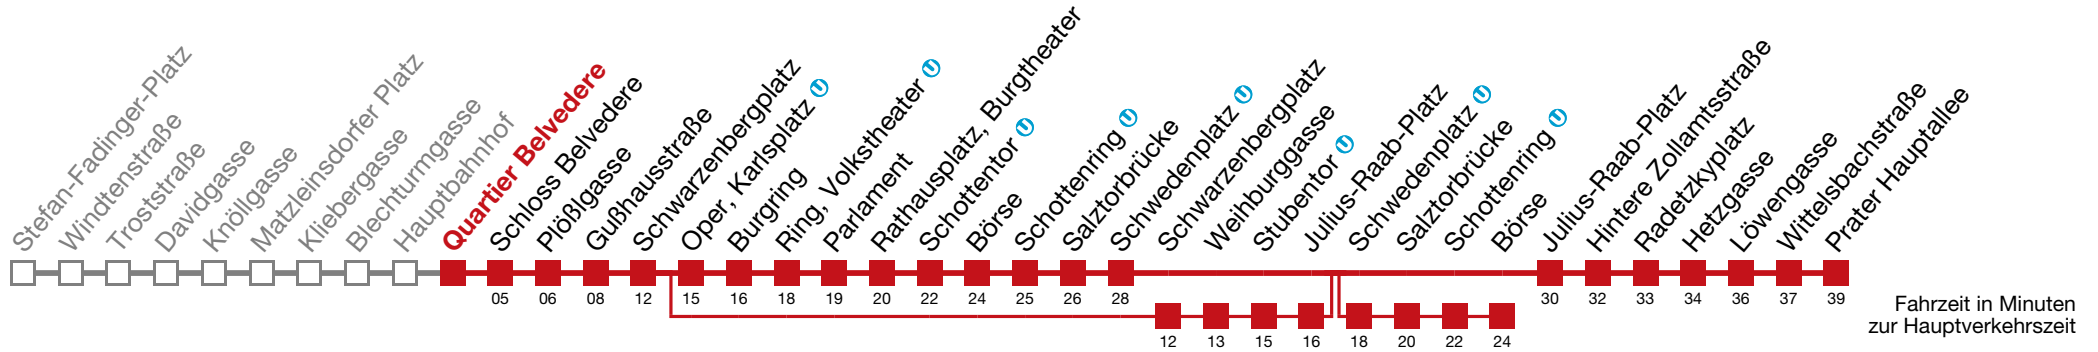 Stefan-Fadinger-Platz
Windtenstraße
Troststraße
Davidgasse
Knöllgasse
Matzleinsdorfer Platz
Kliebergasse
Blechturmgasse
Hauptbahnhof
Quartier Belvedere
Schloss Belvedere
Plößlgasse
Gußhausstraße
Schwarzenbergplatz
Oper, Karlsplatz U
Burgring
Ring, Volkstheater U
Parlament
Rathausplatz, Burgtheater
Schottentor U
Börse
Schottenring U
Salztorbrücke
Schwedenplatz U
Schwarzenbergplatz
Weihburggasse
Stubentor U
Julius-Raab-Platz
Schwedenplatz U
Salztorbrücke
Schottenring U
Börse
Julius-Raab-Platz
Hintere Zollamtsstraße
Radetzkyplatz
Hetzgasse
Löwengasse
Wittelsbachstraße
Prater Hauptallee
05 06 08 12 15 16 18 19 20 22 24 25 26 28 30 32 33 34 36 37 39
12 13 15 16 18 20 22 24
Fahrzeit in Minuten
zur Hauptverkehrszeit